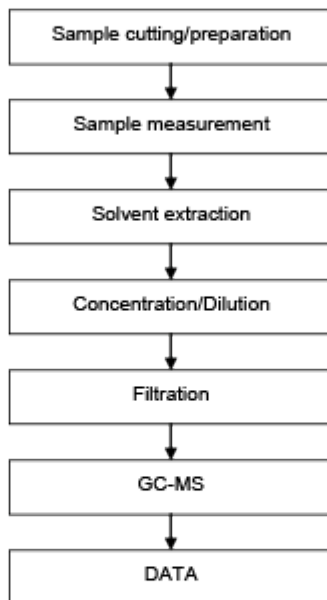 Sample cutting/preparation
Sample measurement
Solvent extraction
Concentration/Dilution
Filtration
GC-MS
DATA